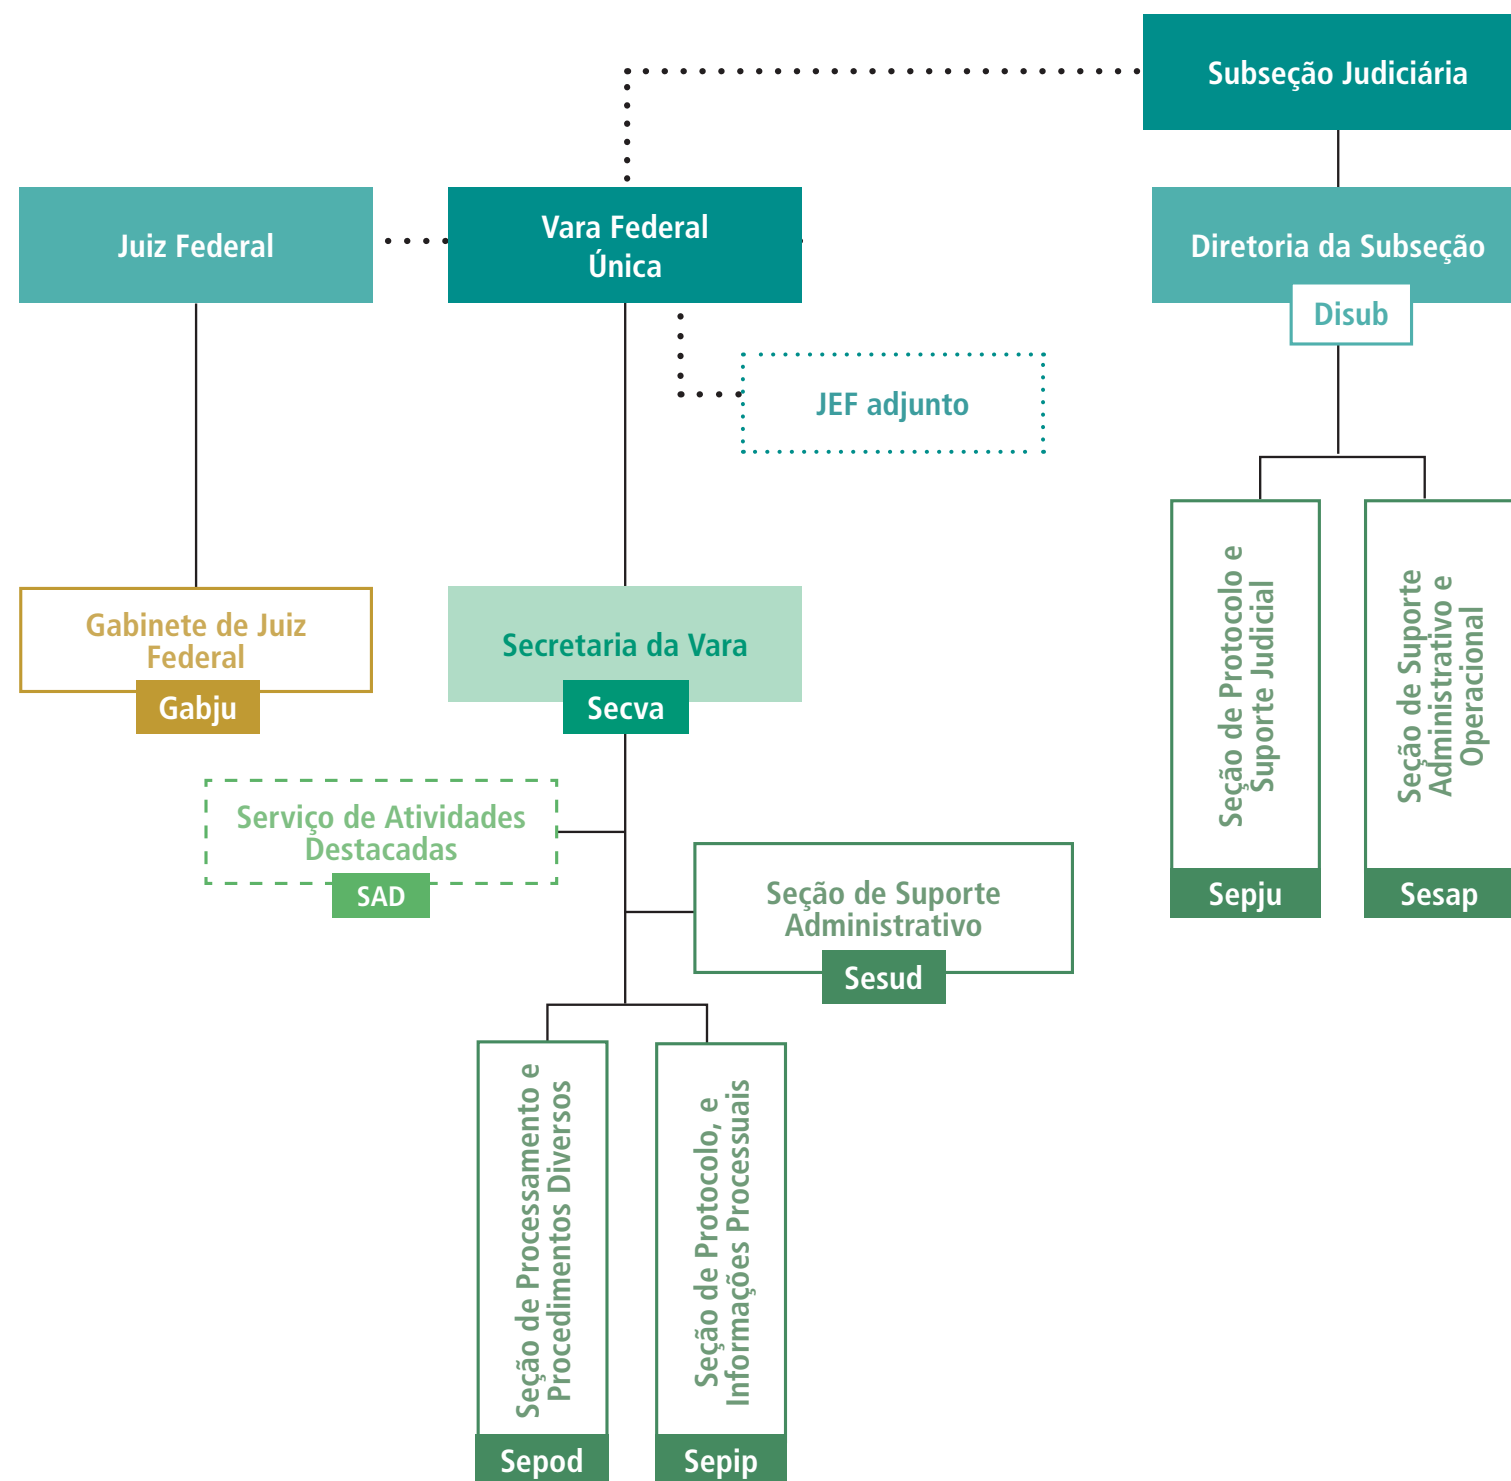 Subseção Judiciária
Juiz Federal
Vara Federal
Única
Diretoria da Subseção
Disub
JEF adjunto
Gabinete de Juiz
Federal
Gabju
Secretaria da Vara
Secva
Seção de Protocolo e
Suporte Judicial
Sepju
Seção de Suporte
Administrativo e
Operacional
Sesap
Serviço de Atividades
Destacadas
SAD
Seção de Suporte
Administrativo
Sesud
Seção de Processamento e
Procedimentos Diversos
Sepod
Seção de Protocolo, e
Informações Processuais
Sepip